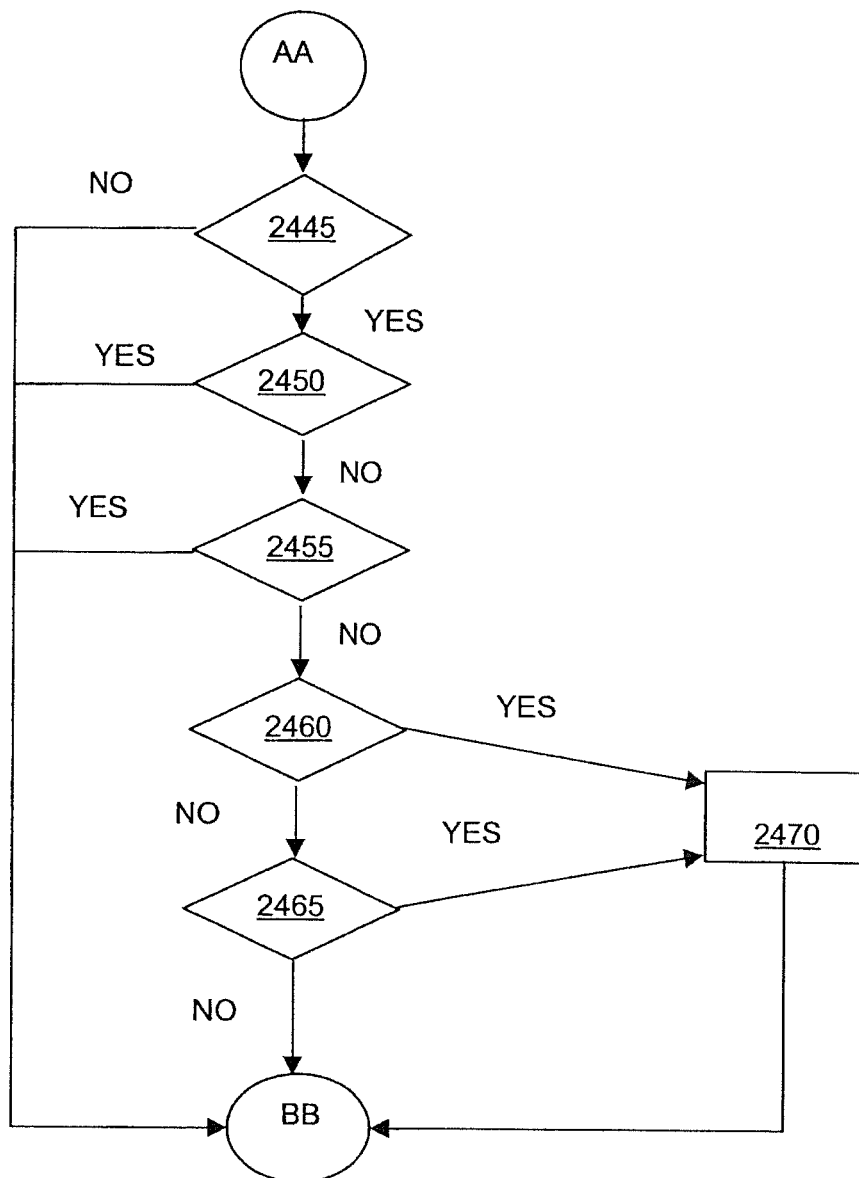 AA
NO
2445
YES
YES
2450
NO
YES
2455
NO
YES
2460
NO
YES
2470
2465
NO
BB